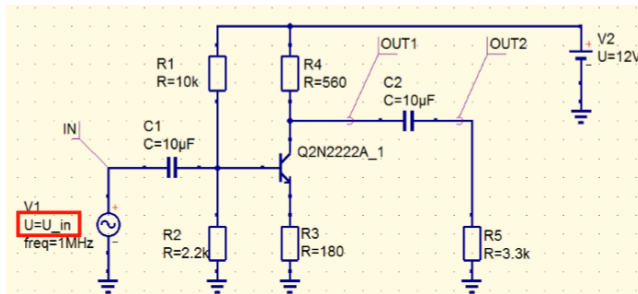 V2
U=12V
OUT1
OUT2
R1
R=10k
R4
R=560
C2
C=10µF
IN
C1
C=10µF
Q2N2222A_1
V1
U=U_in
freq=1MHz
R2
R=2.2k
R3
R=180
R5
R=3.3k